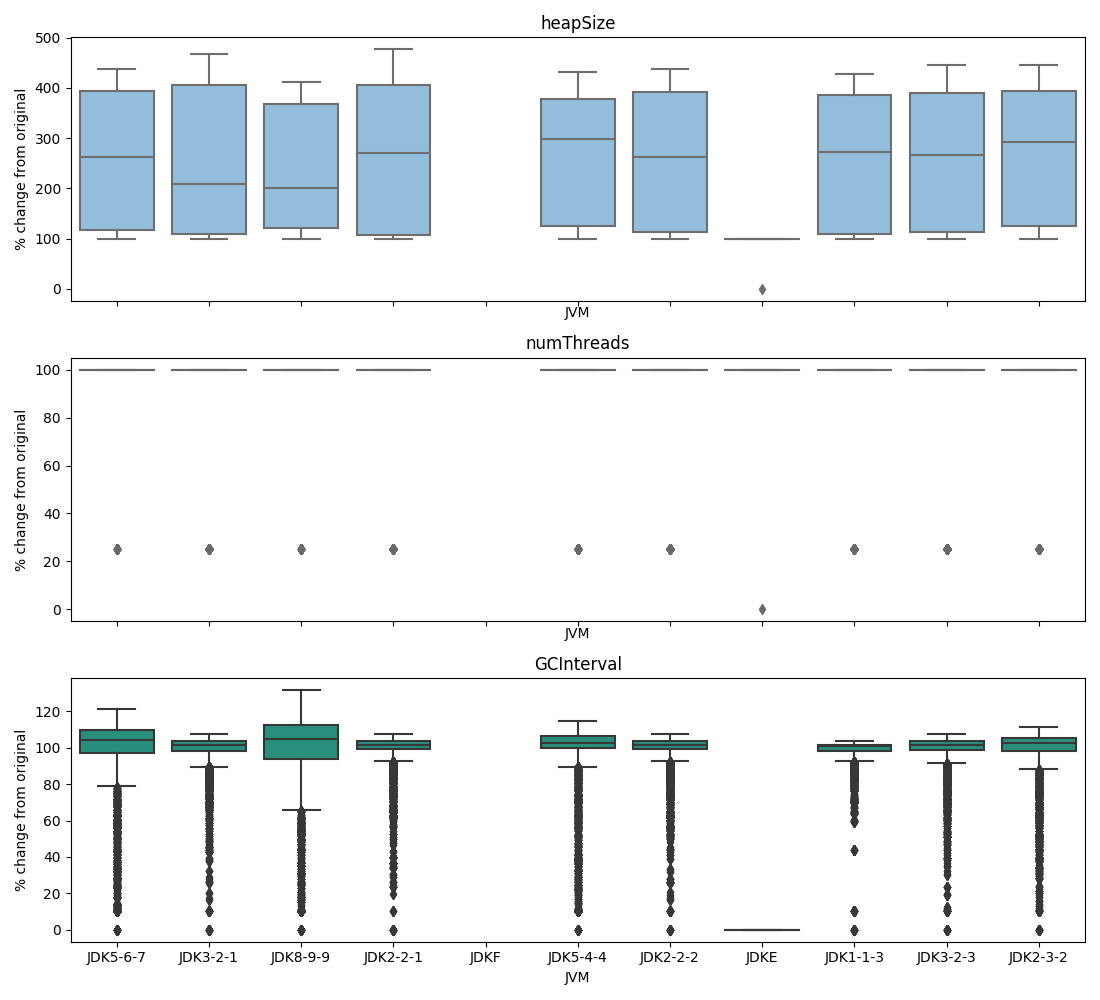 heapSize
% change from original
500
400
300
200
100
0
JVM
numThreads
% change from original
100
80
60
40
20
0
JVM
GCInterval
% change from original
120
100
80
60
40
20
0
JDK5-6-7 JDK3-2-1 JDK8-9-9 JDK2-2-1 JDKF JDK5-4-4 JDK2-2-2 JDKE JDK1-1-3 JDK3-2-3 JDK2-3-2
JVM